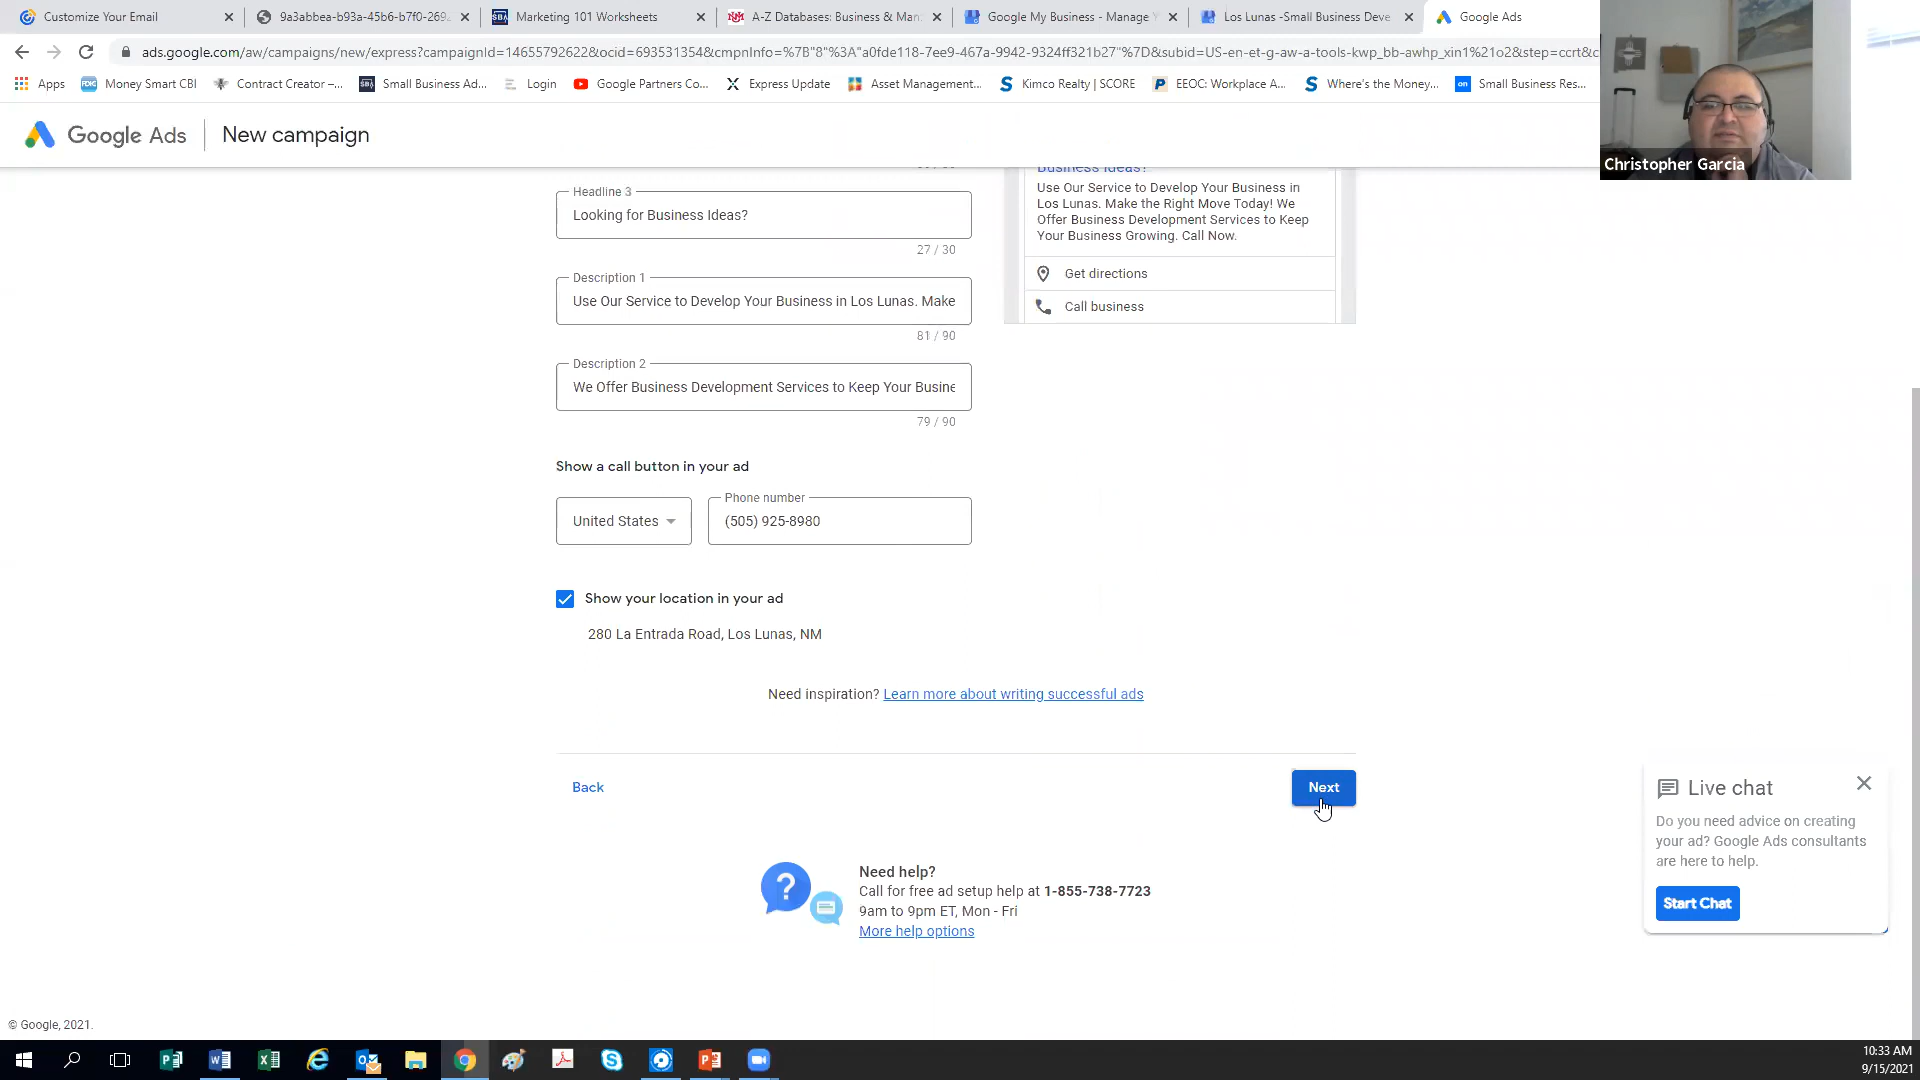 Customize Your Email
9a3abbea-b93a-45b6-b7f0-269
Marketing 101 Worksheets
A-Z Databases: Business & Man
Google My Business - Manage Y
Los Lunas -Small Business Deve
Google Ads
ads.google.com/aw/campaigns/new/express?campaignId=14655792622&ocid=693531354&cmpnInfo=%7B"8"%3A"a0fde118-7ee9-467a-9942-9324ff321b27"%7D&subid=US-en-et-g-aw-a-tools-kwp_bb-awhp_xin1%21o2&step=ccrt&c
Apps
Money Smart CBI
Contract Creator –...
Small Business Ad...
Login
Google Partners Co...
Express Update
Asset Management...
Kimco Realty | SCORE
EEOC: Workplace A...
Where's the Money...
Small Business Res...
Christopher Garcia
Google Ads
New campaign
Business Ideas?
Use Our Service to Develop Your Business in
Los Lunas. Make the Right Move Today! We
Offer Business Development Services to Keep
Your Business Growing. Call Now.
Get directions
Call business
Headline 3
Looking for Business Ideas?
27 / 30
Description 1
Use Our Service to Develop Your Business in Los Lunas. Make
81 / 90
Description 2
We Offer Business Development Services to Keep Your Busine
79 / 90
Show a call button in your ad
United States
Phone number
(505) 925-8980
Show your location in your ad
280 La Entrada Road, Los Lunas, NM
Need inspiration? Learn more about writing successful ads
Back
Next
Live chat
Do you need advice on creating
your ad? Google Ads consultants
are here to help.
Start Chat
Need help?
Call for free ad setup help at 1-855-738-7723
9am to 9pm ET, Mon - Fri
More help options
© Google, 2021.
10:33 AM
9/15/2021